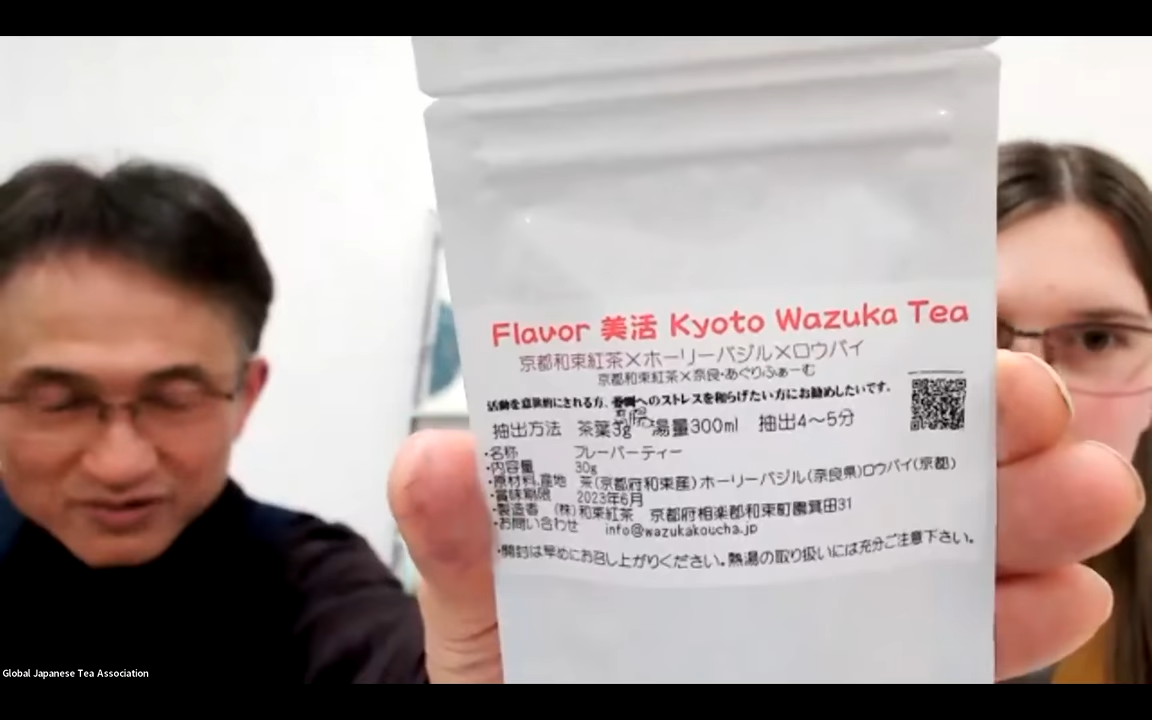 Flavor 美活 Kyoto Wazuka Tea
京都和束紅茶×ホーリーバジル×ロウバイ
京都和束紅茶×奈良・あぐりふぁーむ
活動を意欲的にされる方、 へのストレスを和らげたい方にお勧めしたいです。
抽出方法 茶葉3g 湯量300ml 抽出4～5分
・名称 フレーバーティー
・内容量 30g
・原材料,産地 茶(京都府和束産)ホーリーバジル(奈良県)ロウバイ(京都)
・賞味期限 2023年6月
・製造者 (株)和束紅茶 京都府相楽郡和束町園箕田31
・お問い合わせ info@wazukakoucha.jp
・開封は早めにお召し上がりください。熱湯の取り扱いには充分ご注意下さい。
Global Japanese Tea Association